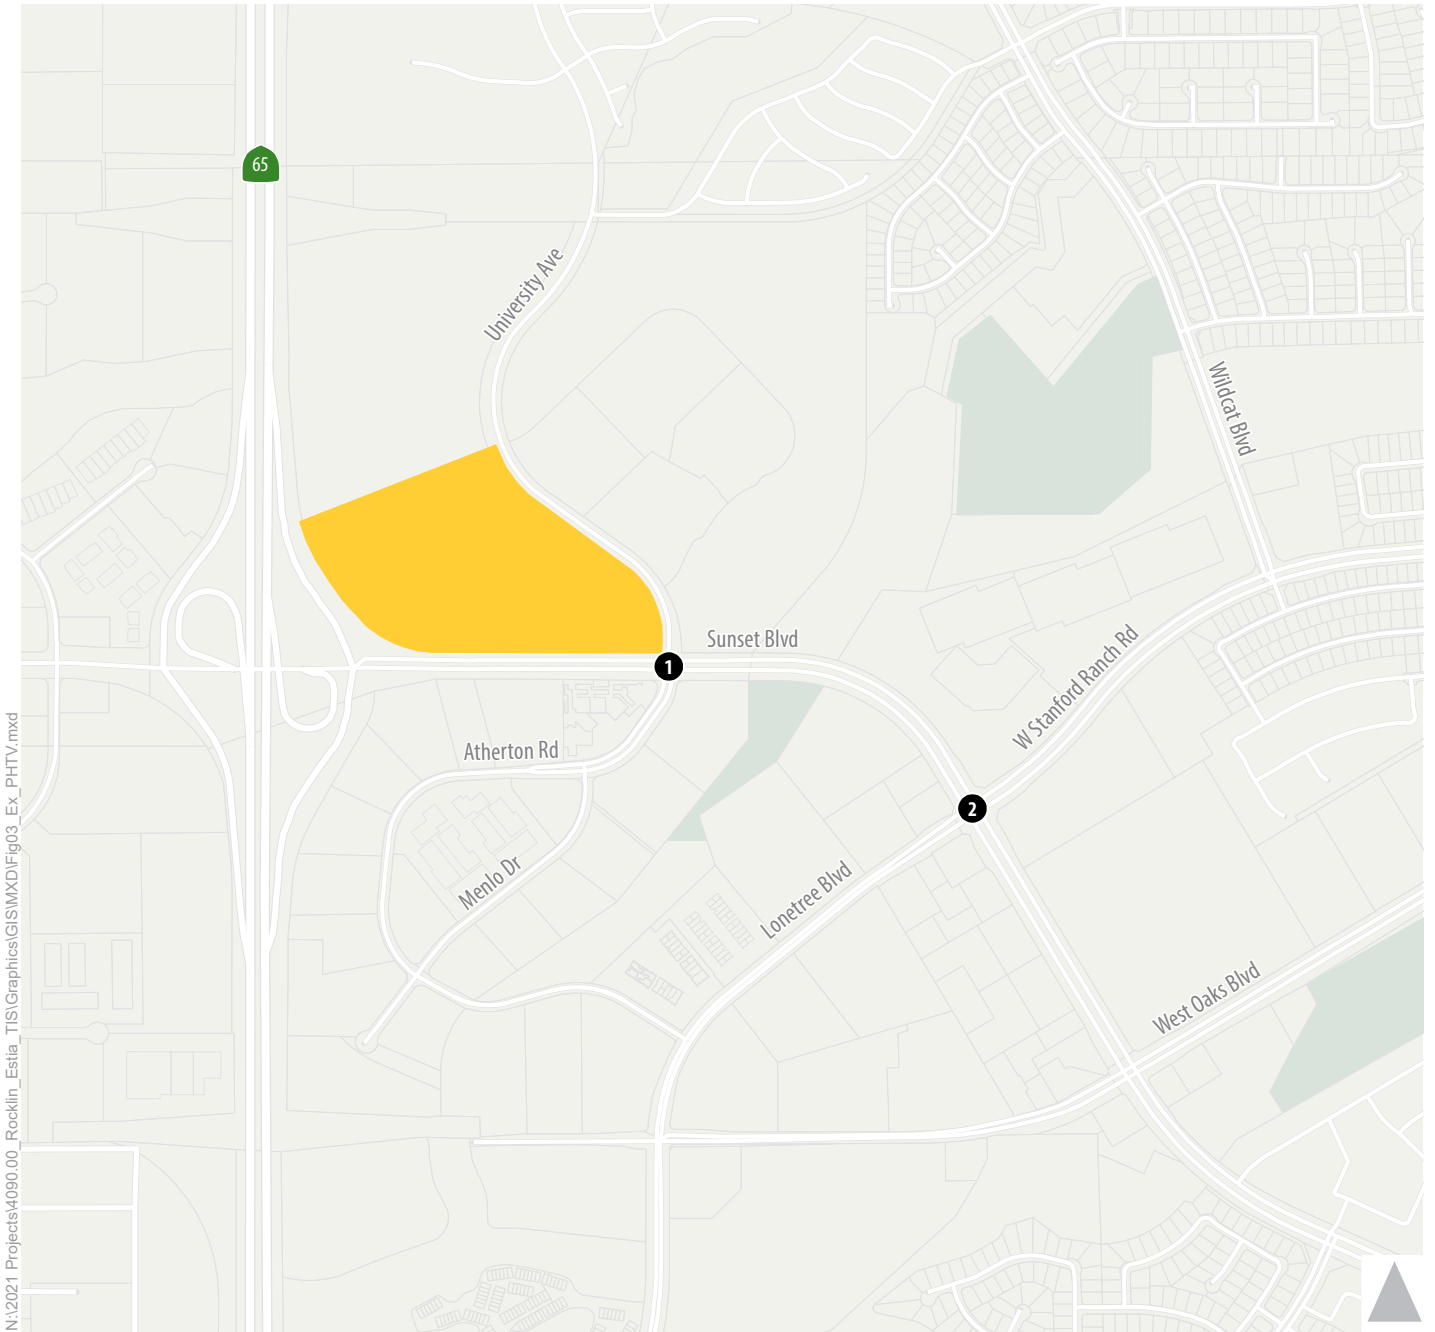 65
University Ave
Wildcat Blvd
Sunset Blvd
1
W Stanford Ranch Rd
Atherton Rd
2
Menlo Dr
Lonetree Blvd
West Oaks Blvd
N:\2021 Projects\4090.00_Rocklin_Estia_TIS\Graphics\GIS\MXD\Fig03_Ex_PHTV.mxd